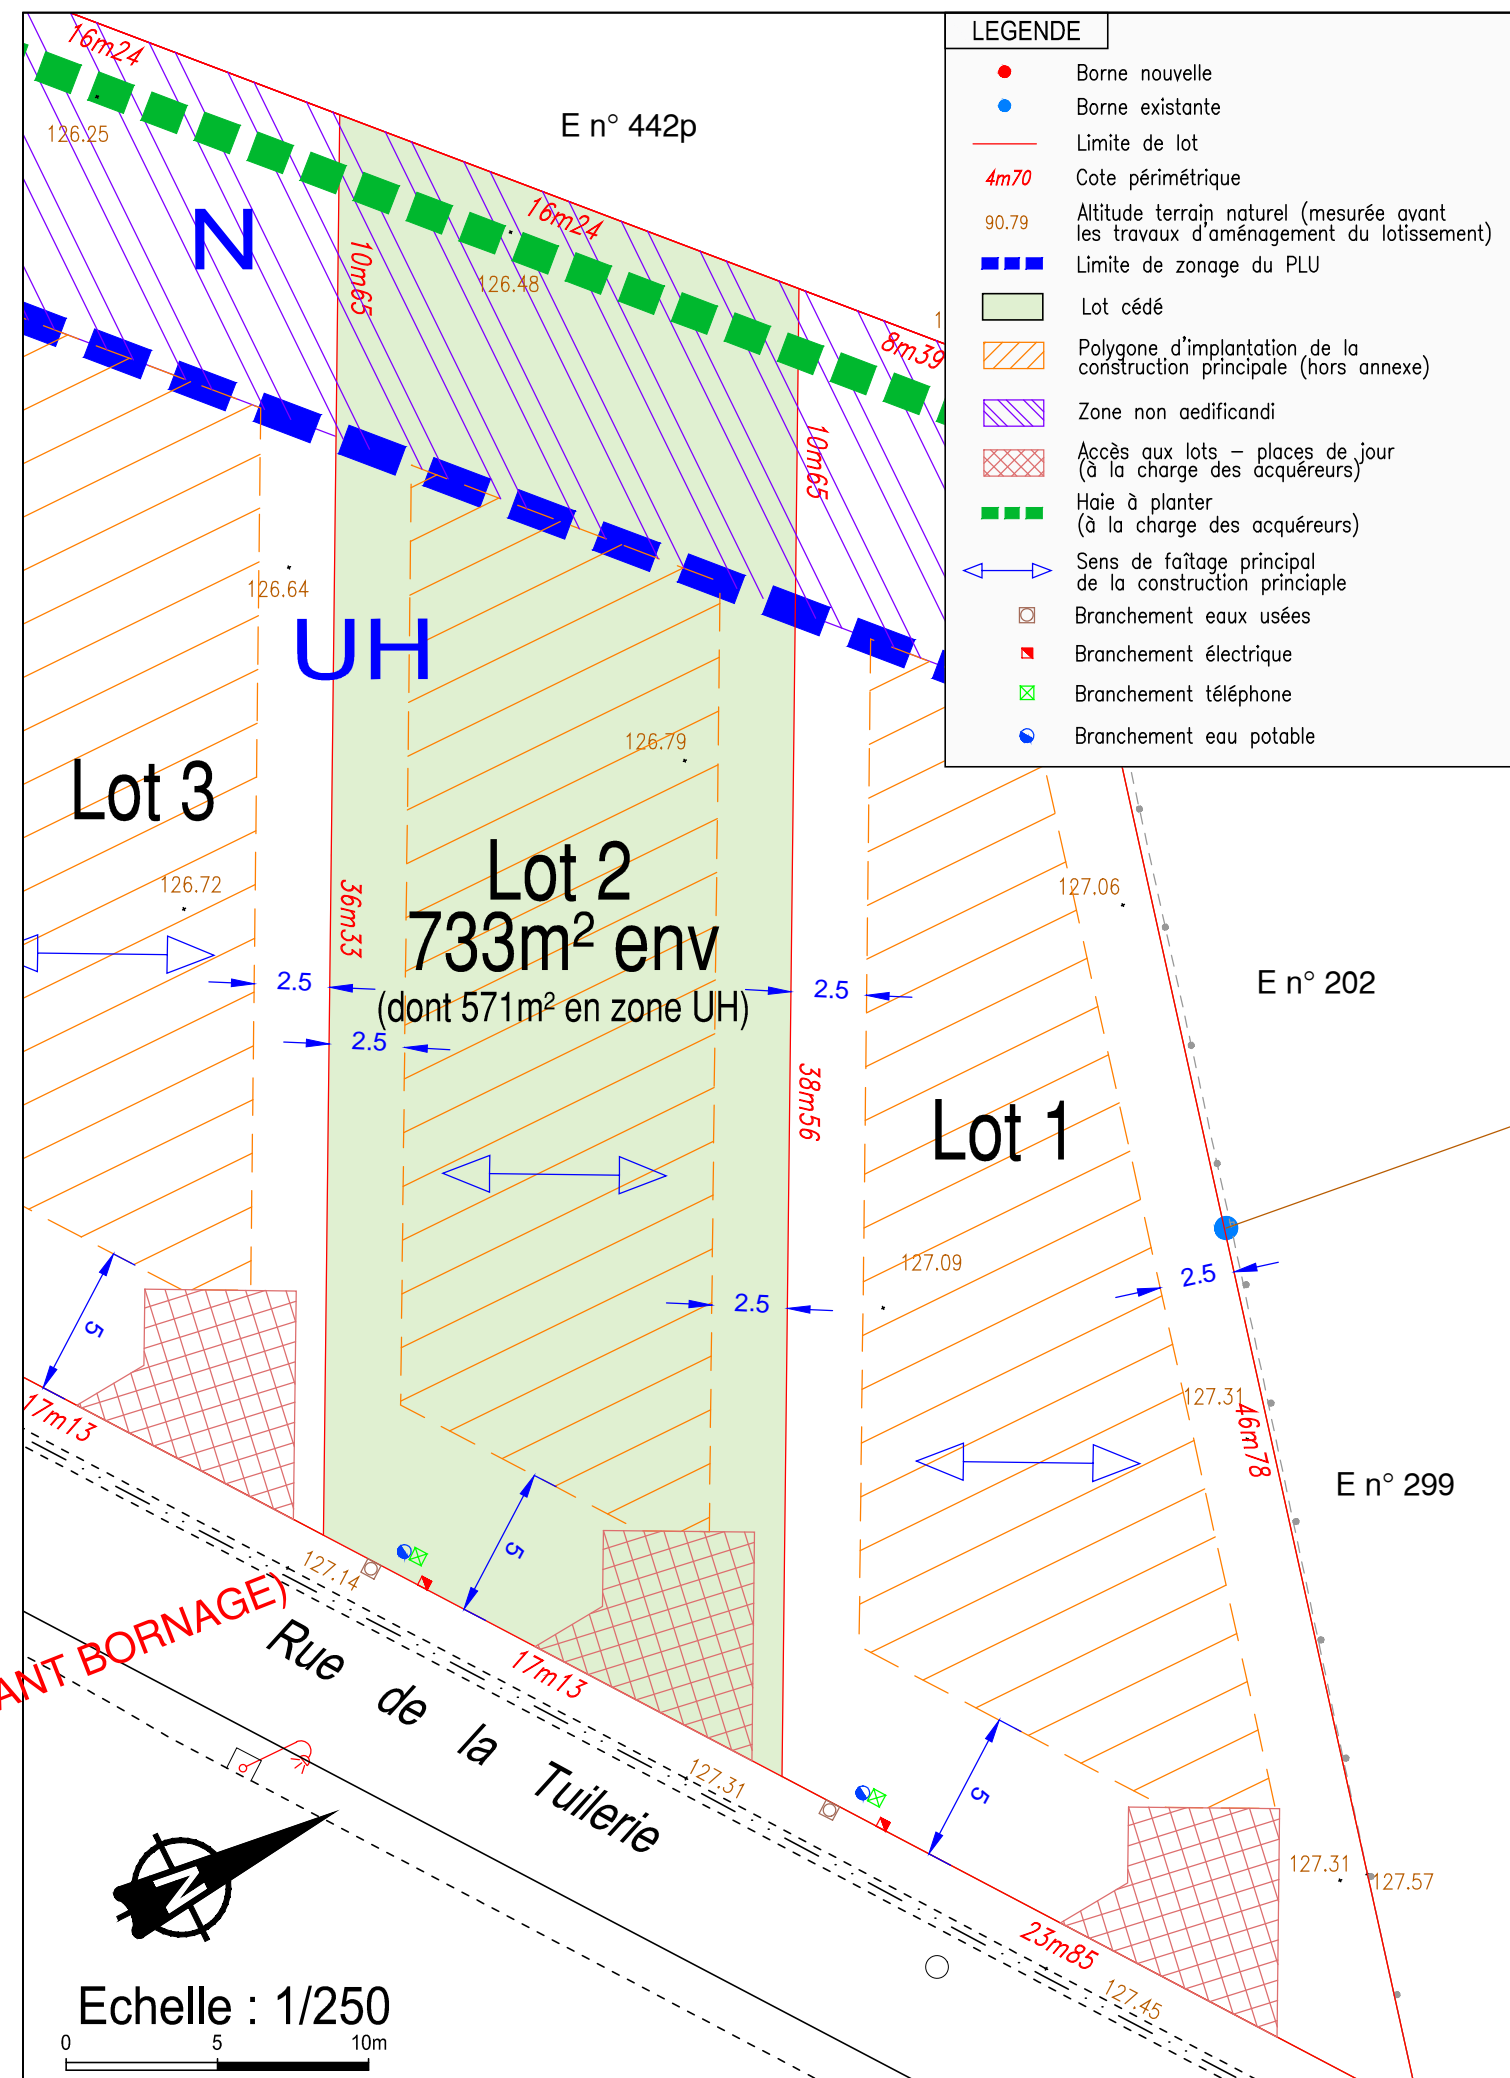 LEGENDE
Borne nouvelle
Borne existante
Limite de lot
4m70 Cote périmétrique
90.79 Altitude terrain naturel (mesurée avant
les travaux d'aménagement du lotissement)
Limite de zonage du PLU
Lot cédé
Polygone d'implantation de la
construction principale (hors annexe)
Zone non aedificandi
Accès aux lots – places de jour
(à la charge des acquéreurs)
Haie à planter
(à la charge des acquéreurs)
Sens de faîtage principal
de la construction princiaple
Branchement eaux usées
Branchement électrique
Branchement téléphone
Branchement eau potable
16m24
126.25
E n° 442p
N
16m24
10m65
126.48
8m39
10m65
126.64
UH
126.79
Lot 3
126.72
36m33
Lot 2
733m² env
(dont 571m² en zone UH)
127.06
E n° 202
2.5
2.5
2.5
38m56
Lot 1
127.09
2.5
2.5
5
17m13
127.31
46m78
E n° 299
5
127.14
ANT BORNAGE)
17m13
Rue de la Tuilerie
127.31
5
127.31
127.57
23m85
127.45
N
Echelle : 1/250
0 5 10m